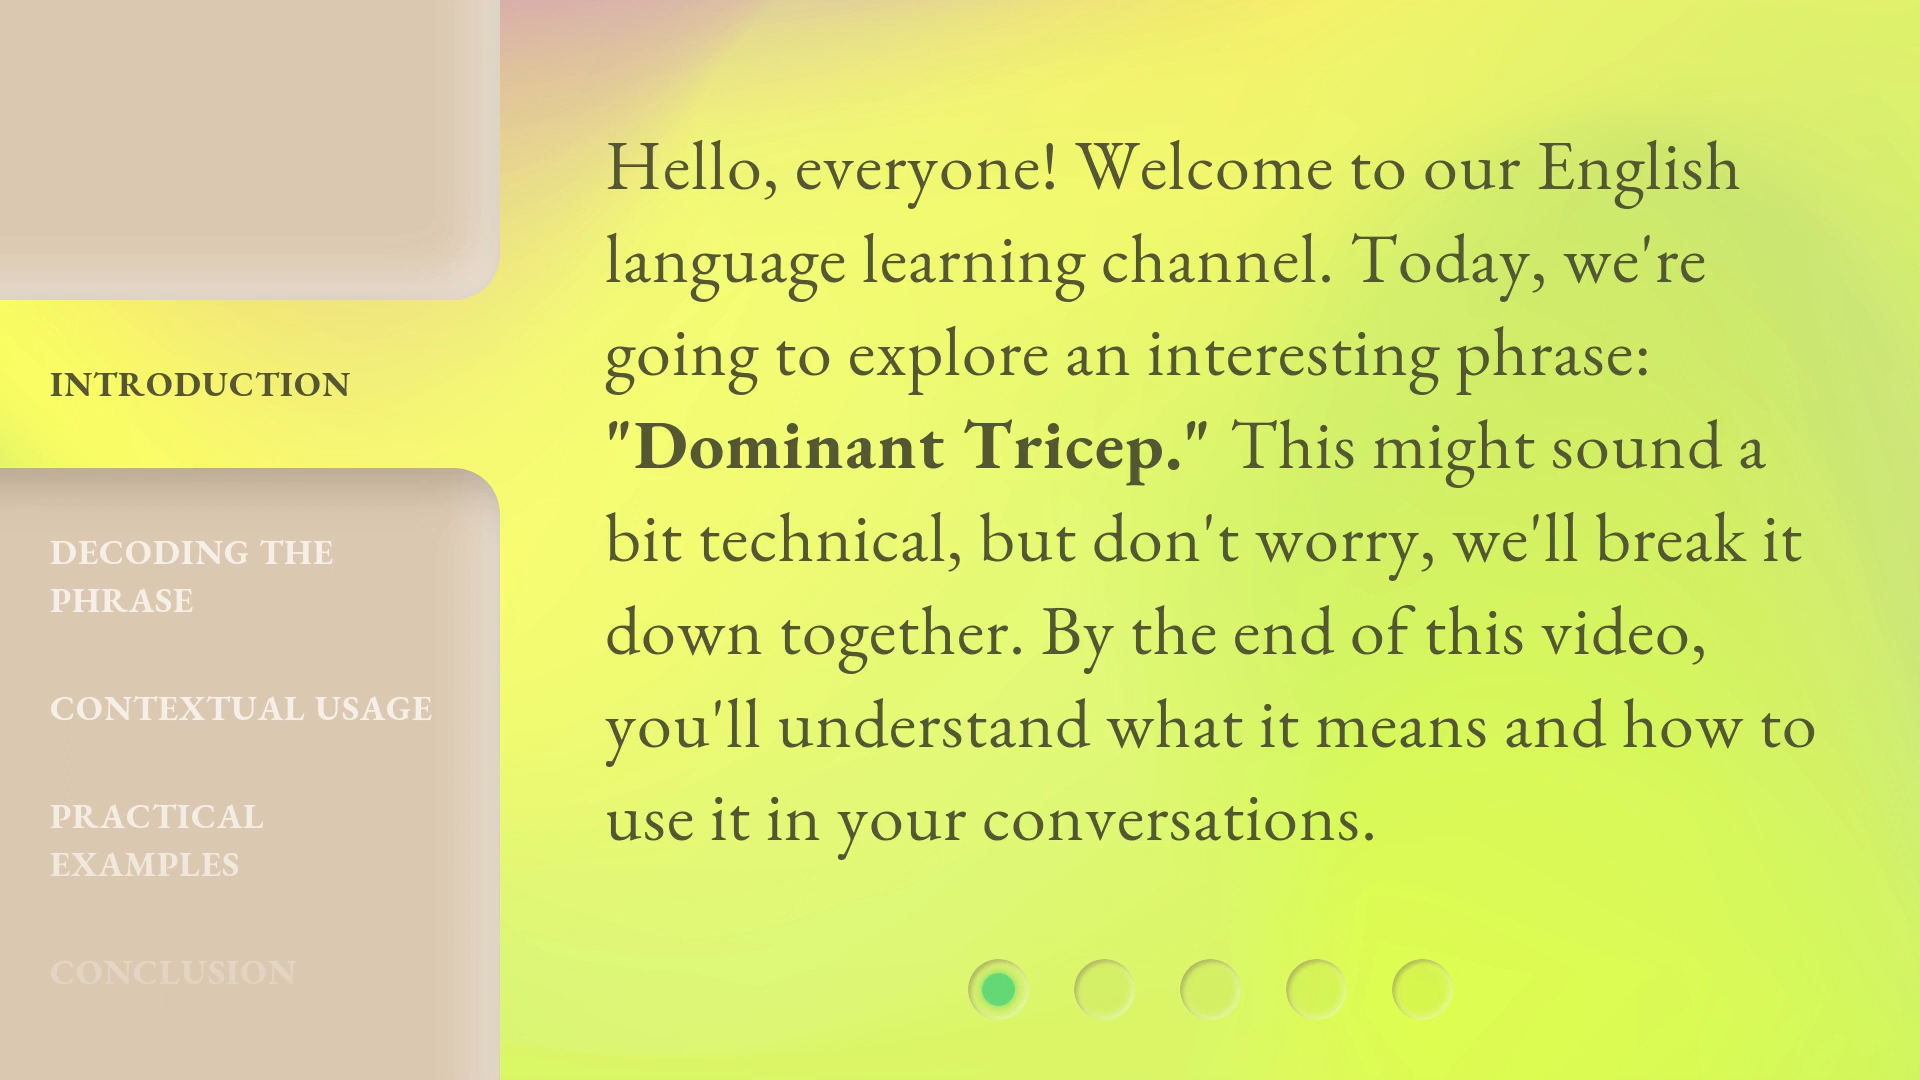 INTRODUCTION
DECODING THE
PHRASE
CONTEXTUAL USAGE
PRACTICAL
EXAMPLES
CONCLUSION
Hello, everyone! Welcome to our English
language learning channel. Today, we're
going to explore an interesting phrase:
"Dominant Tricep." This might sound a
bit technical, but don't worry, we'll break it
down together. By the end of this video,
you'll understand what it means and how to
use it in your conversations.